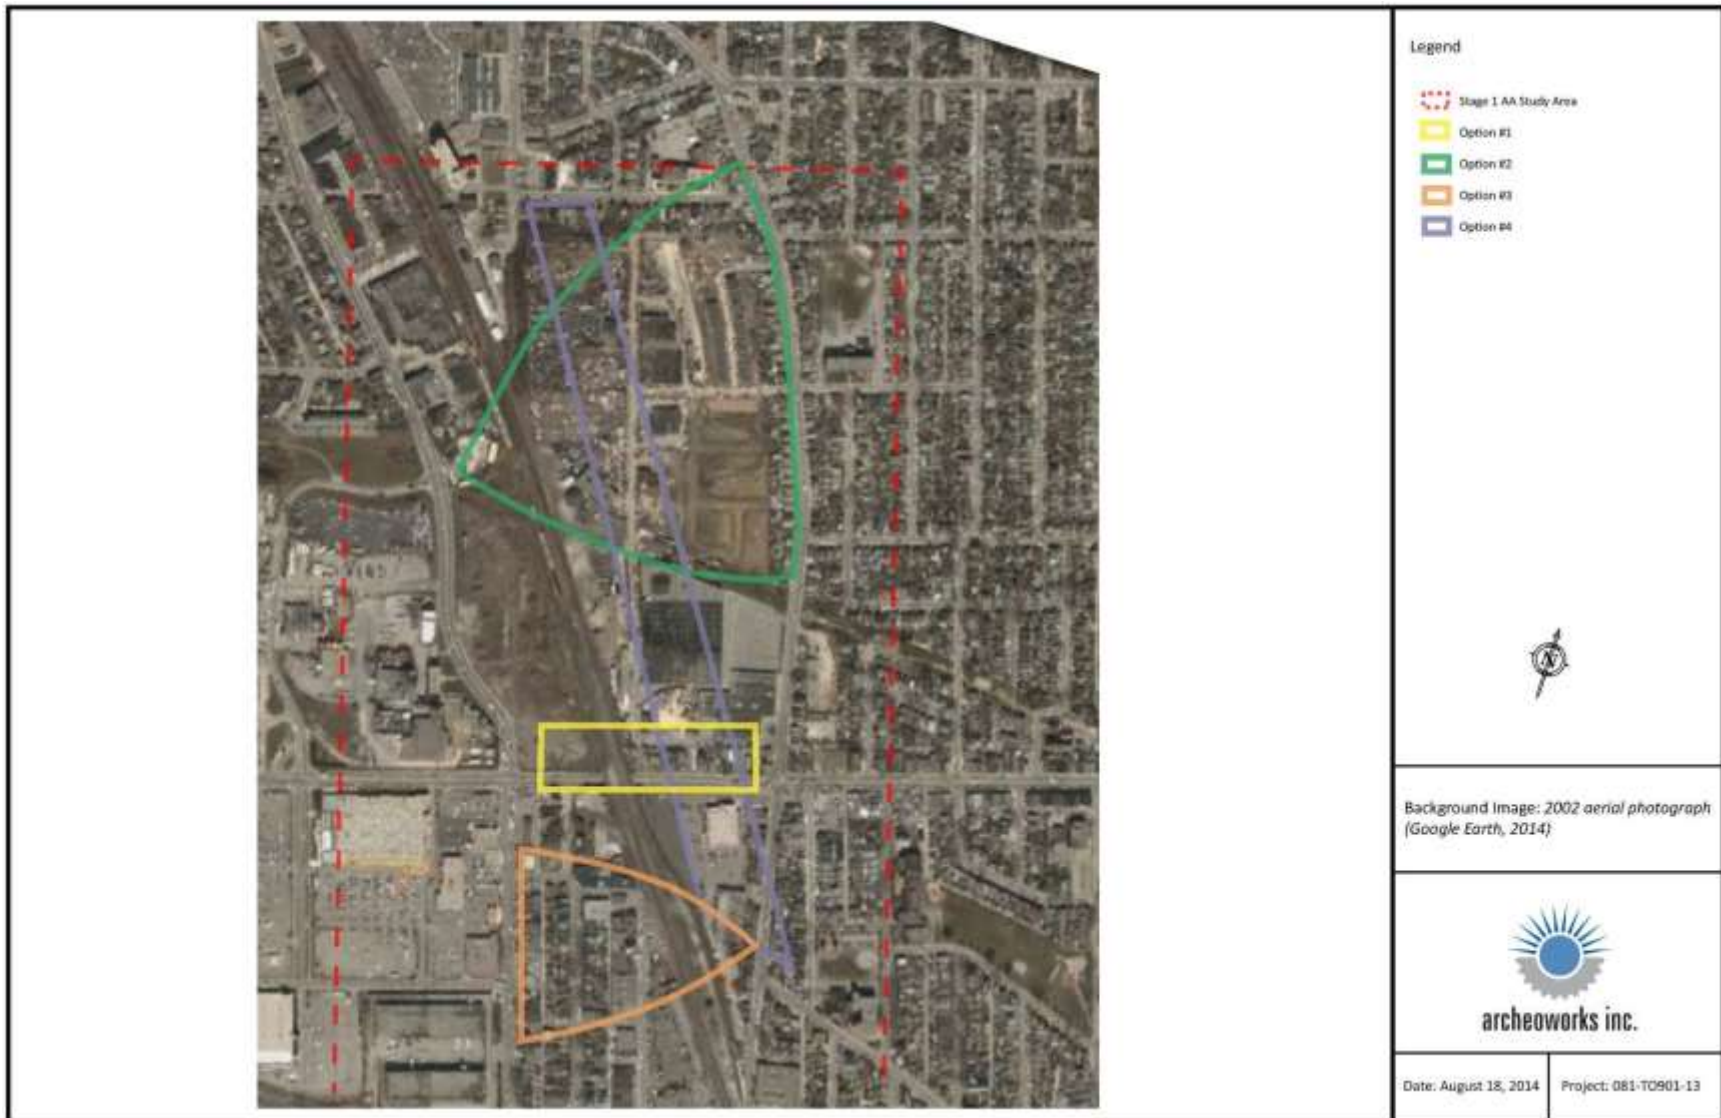 Legend
Stage 1 AA Study Area
Option #1
Option #2
Option #3
Option #4
N
Background Image: 2002 aerial photograph
(Google Earth, 2014)
archeoworks inc.
Date: August 18, 2014
Project: 081-TO901-13